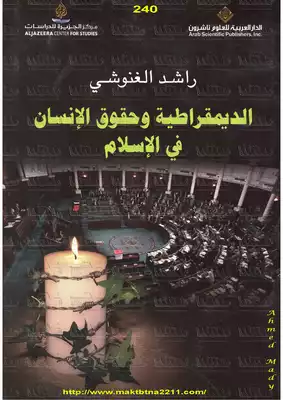 240
مركز الجزيرة للدراسات
ALJAZEERA CENTER FOR STUDIES
الدار العربية للعلوم ناشرون
Arab Scientific Publishers, Inc.
راشد الغنوشي
الديمقراطية وحقوق الإنسان
في الإسلام
Ahmed Mady
http://www.maktbtna2211.com/